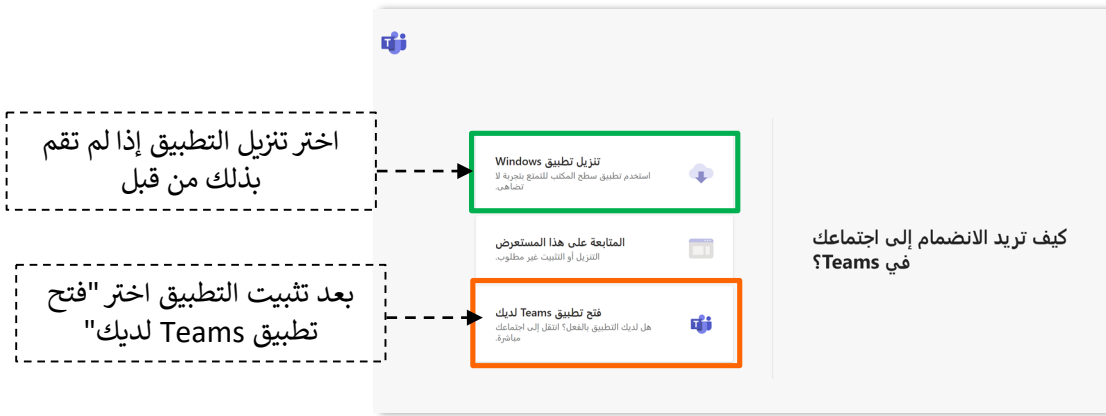 كيف تريد الانضمام إلى اجتماعك
في Teams؟
تنزيل تطبيق Windows
استخدم تطبيق سطح المكتب للتمتع بتجربة لا
تضاهى.
المتابعة على هذا المستعرض
التنزيل أو التثبيت غير مطلوب.
فتح تطبيق Teams لديك
هل لديك التطبيق بالفعل؟ انتقل إلى اجتماعك
مباشرة.
اختر تنزيل التطبيق إذا لم تقم
بذلك من قبل
بعد تثبيت التطبيق اختر "فتح
تطبيق Teams لديك"